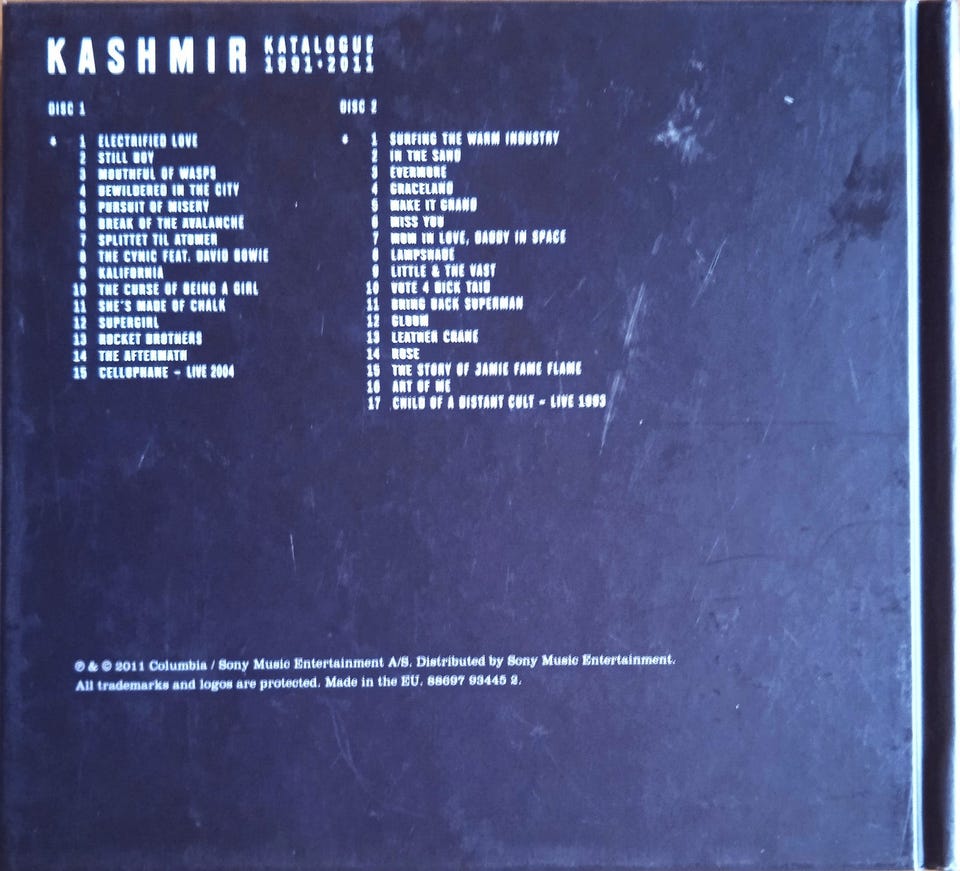 KASHMIR KATALOGUE
1991•2011
DISC 1
1 ELECTRIFIED LOVE
2 STILL BOY
3 MOUTHFUL OF WASPS
4 BEWILDERED IN THE CITY
5 PURSUIT OF MISERY
6 BREAK OF THE AVALANCHE
7 SPLITTET TIL ATOMER
8 THE CYNIC FEAT. DAVID BOWIE
9 KALIFORNIA
10 THE CURSE OF BEING A GIRL
11 SHE'S MADE OF CHALK
12 SUPERGIRL
13 ROCKET BROTHERS
14 THE AFTERMATH
15 CELLOPHANE - LIVE 2004
DISC 2
1 SURFING THE WARM INDUSTRY
2 IN THE SAND
3 EVERMORE
4 GRACELAND
5 MAKE IT GRAND
6 MISS YOU
7 MOM IN LOVE, DADDY IN SPACE
8 LAMPSHADE
9 LITTLE & THE VAST
10 VOTE 4 DICK TAID
11 BRING BACK SUPERMAN
12 GLOOM
13 LEATHER CRANE
14 ROSE
15 THE STORY OF JAMIE FAME FLAME
16 ART OF ME
17 CHILD OF A DISTANT CULT - LIVE 1993
℗ & © 2011 Columbia / Sony Music Entertainment A/S. Distributed by Sony Music Entertainment.
All trademarks and logos are protected. Made in the EU. 88697 93445 2.